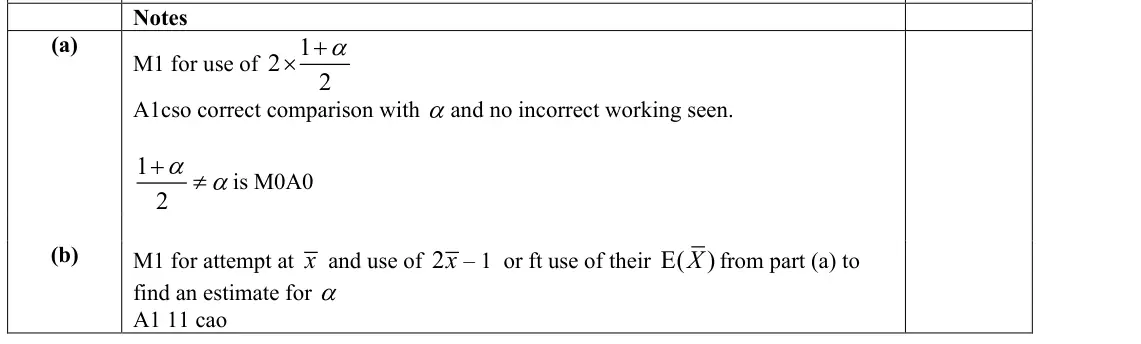 Notes
(a)
M1 for use of 2 × (1 + α)/2
A1cso correct comparison with α and no incorrect working seen.
(1 + α)/2 ≠ α is M0A0
(b)
M1 for attempt at x̅ and use of 2x̅ – 1 or ft use of their E(X̅) from part (a) to
find an estimate for α
A1 11 cao